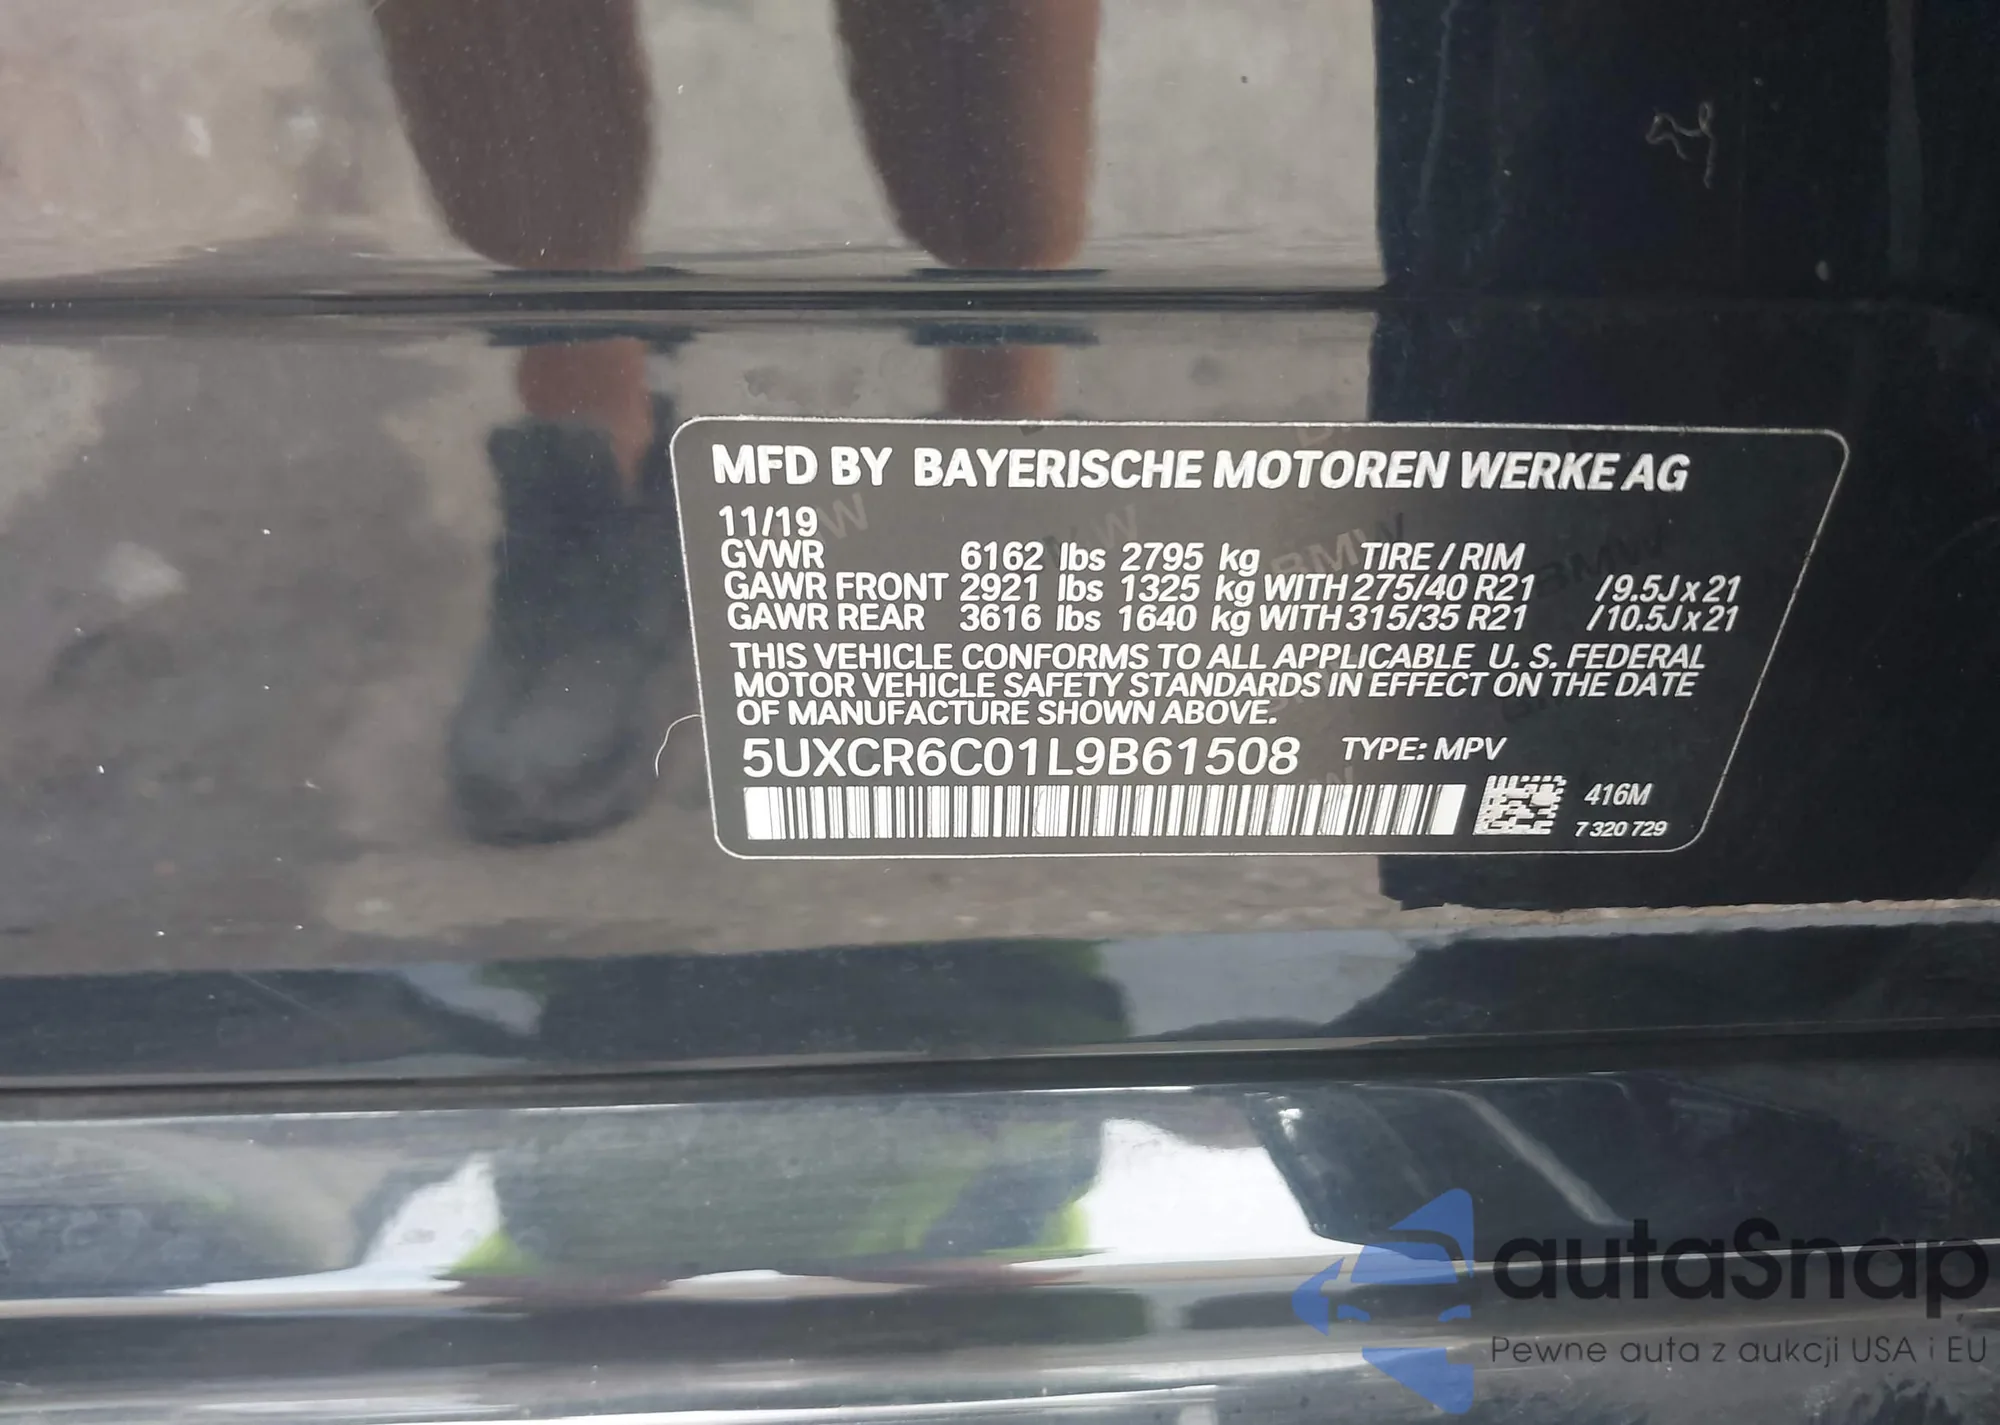 MFD BY BAYERISCHE MOTOREN WERKE AG
11/19
GVWR 6162 lbs 2795 kg TIRE / RIM
GAWR FRONT 2921 lbs 1325 kg WITH 275/40 R21 /9.5J x 21
GAWR REAR 3616 lbs 1640 kg WITH 315/35 R21 /10.5J x 21
THIS VEHICLE CONFORMS TO ALL APPLICABLE U. S. FEDERAL
MOTOR VEHICLE SAFETY STANDARDS IN EFFECT ON THE DATE
OF MANUFACTURE SHOWN ABOVE.
5UXCR6C01L9B61508 TYPE: MPV
416M
7 320 729
autaSnap
Pewne auta z aukcji USA i EU